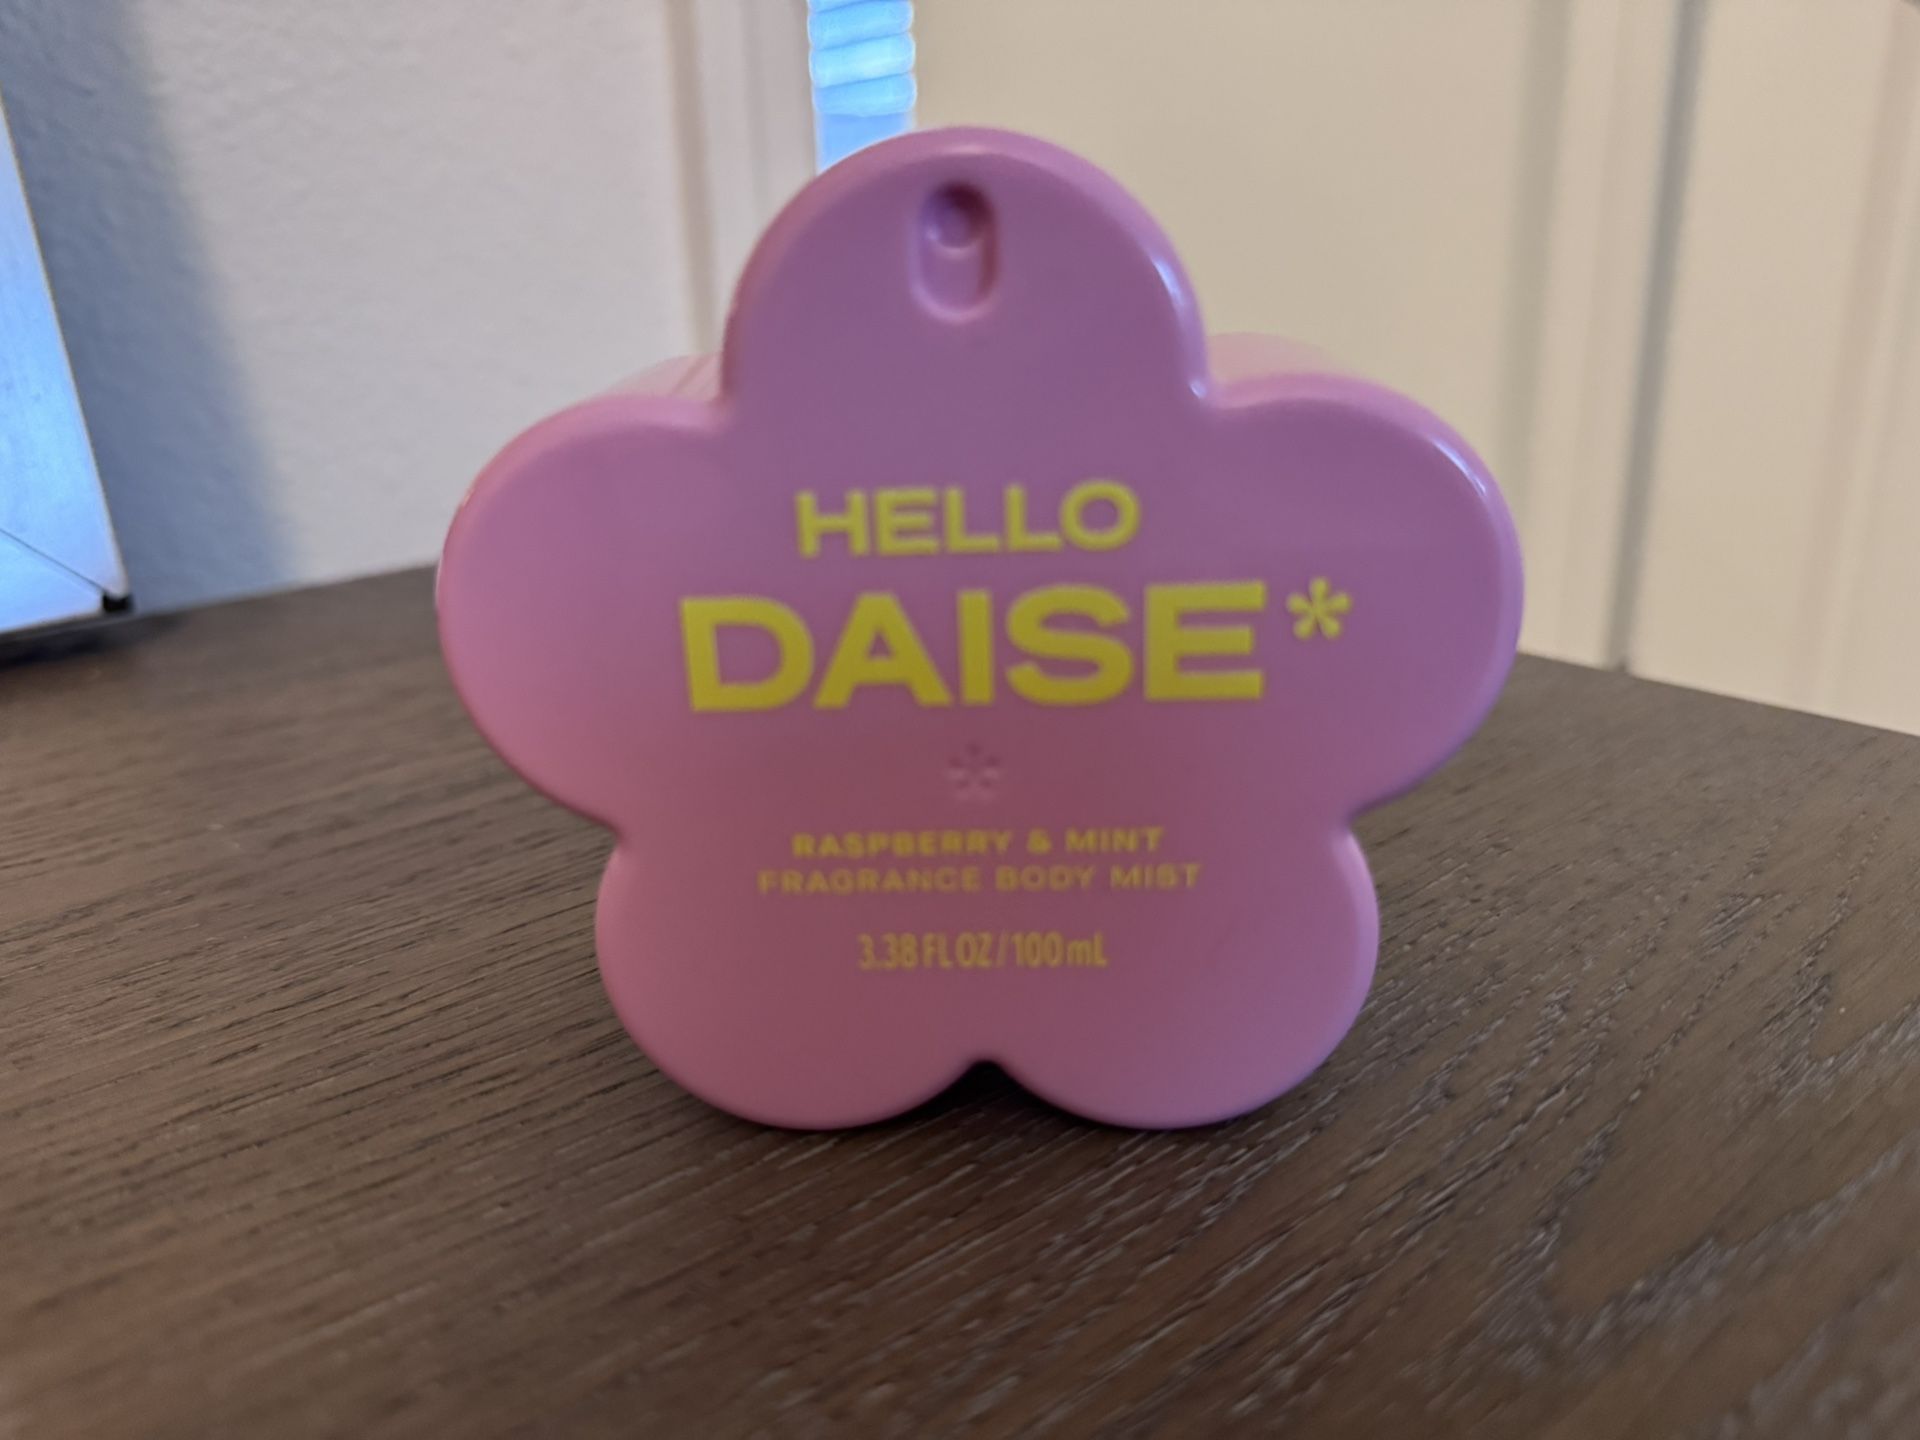 HELLO
DAISE*
RASPBERRY & MINT
FRAGRANCE BODY MIST
3.38 FL OZ/100mL